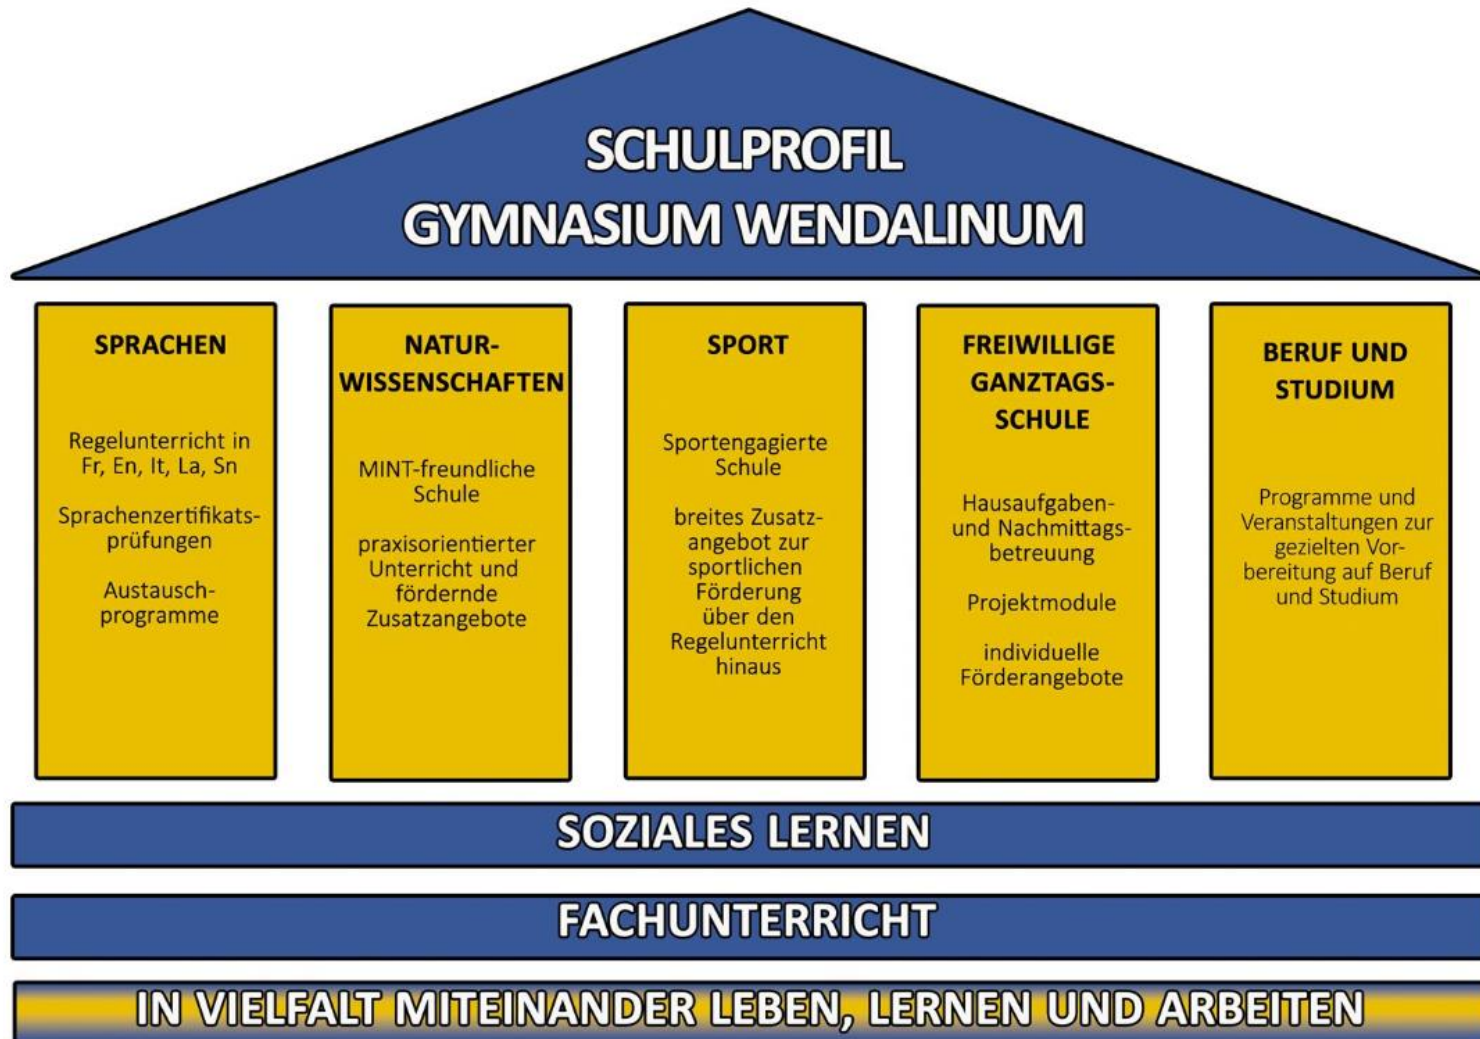 SCHULPROFIL
GYMNASIUM WENDALINUM
SPRACHEN
Regelunterricht in
Fr, En, It, La, Sn
Sprachenzertifikats-
prüfungen
Austausch-
programme
NATUR-
WISSENSCHAFTEN
MINT-freundliche
Schule
praxisorientierter
Unterricht und
fördernde
Zusatzangebote
SPORT
Sportengagierte
Schule
breites Zusatz-
angebot zur
sportlichen
Förderung
über den
Regelunterricht
hinaus
FREIWILLIGE
GANZTAGS-
SCHULE
Hausaufgaben-
und Nachmittags-
betreuung
Projektmodule
individuelle
Förderangebote
BERUF UND
STUDIUM
Programme und
Veranstaltungen zur
gezielten Vor-
bereitung auf Beruf
und Studium
SOZIALES LERNEN
FACHUNTERRICHT
IN VIELFALT MITEINANDER LEBEN, LERNEN UND ARBEITEN